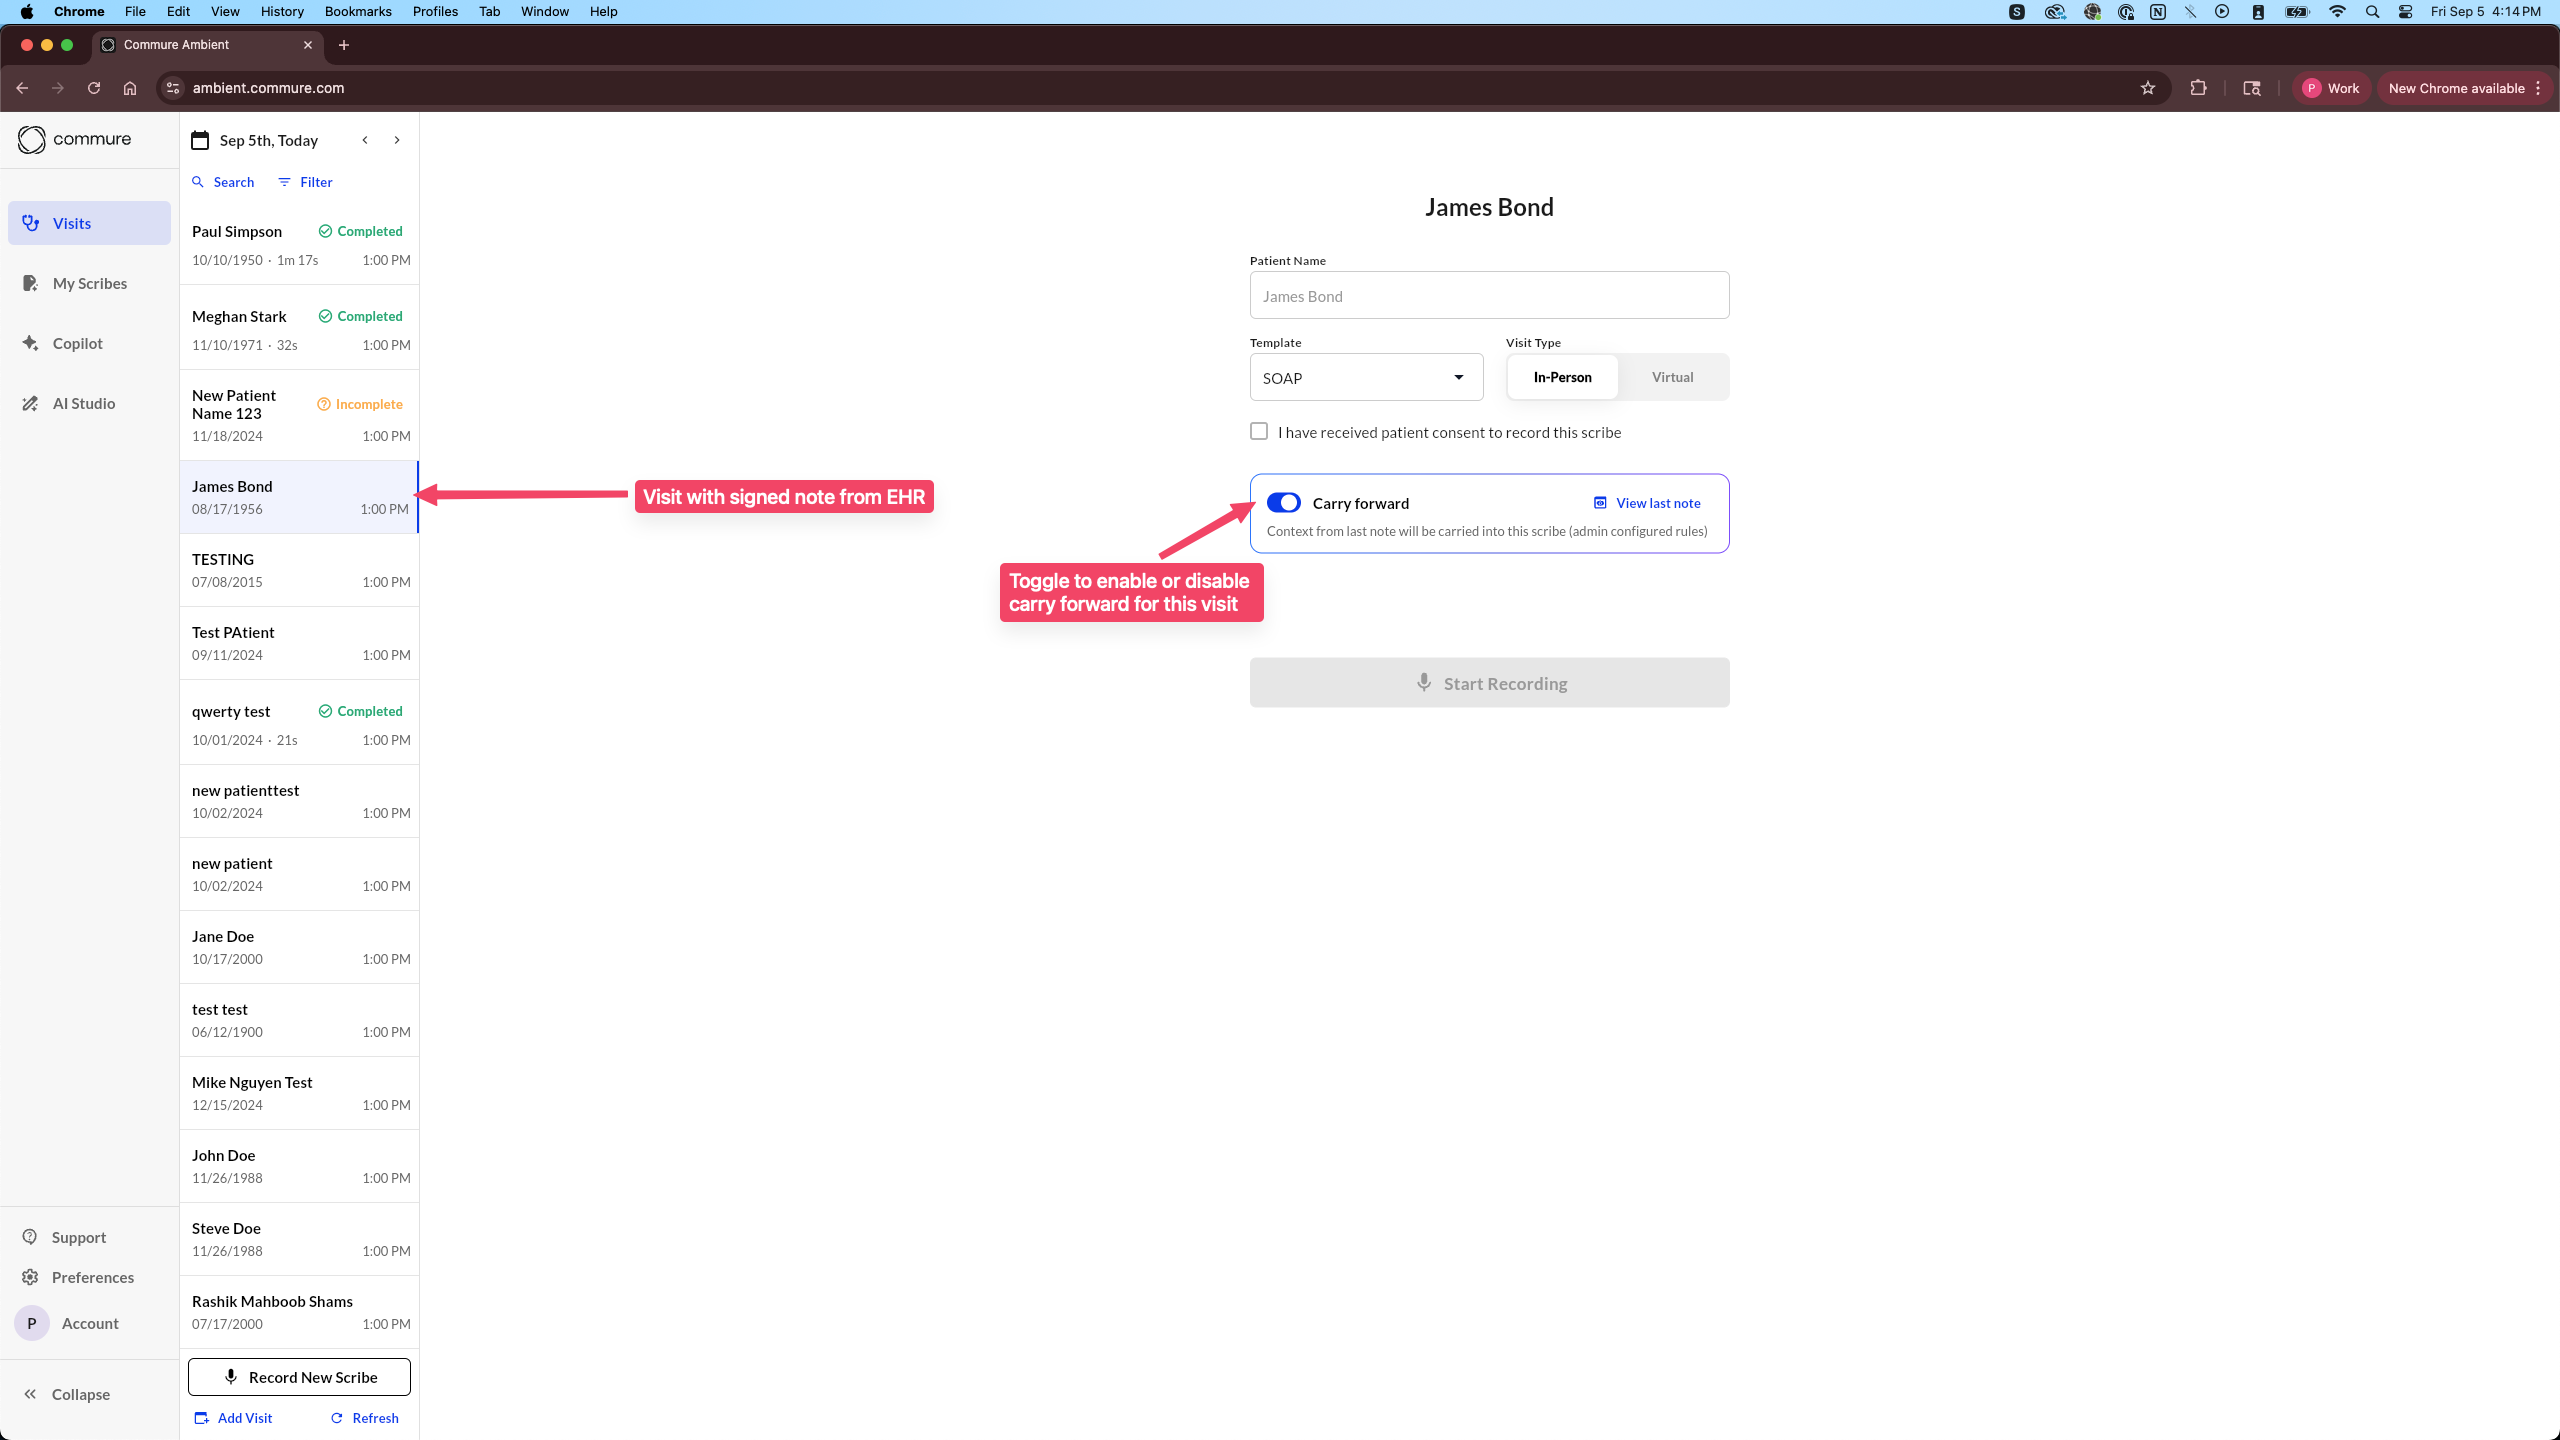 Chrome File Edit View History Bookmarks Profiles Tab Window Help
Fri Sep 5 4:14 PM
Commure Ambient
ambient.commure.com
P Work
New Chrome available
commure
Visits
My Scribes
Copilot
AI Studio
Support
Preferences
P Account
Collapse
Sep 5th, Today
Search Filter
Paul Simpson Completed
10/10/1950 · 1m 17s 1:00 PM
Meghan Stark Completed
11/10/1971 · 32s 1:00 PM
New Patient
Name 123 Incomplete
11/18/2024 1:00 PM
James Bond
08/17/1956 1:00 PM
TESTING
07/08/2015 1:00 PM
Test PAtient
09/11/2024 1:00 PM
qwerty test Completed
10/01/2024 · 21s 1:00 PM
new patienttest
10/02/2024 1:00 PM
new patient
10/02/2024 1:00 PM
Jane Doe
10/17/2000 1:00 PM
test test
06/12/1900 1:00 PM
Mike Nguyen Test
12/15/2024 1:00 PM
John Doe
11/26/1988 1:00 PM
Steve Doe
11/26/1988 1:00 PM
Rashik Mahboob Shams
07/17/2000 1:00 PM
Record New Scribe
Add Visit Refresh
Visit with signed note from EHR
James Bond
Patient Name
James Bond
Template Visit Type
SOAP In-Person Virtual
I have received patient consent to record this scribe
Carry forward View last note
Context from last note will be carried into this scribe (admin configured rules)
Toggle to enable or disable
carry forward for this visit
Start Recording